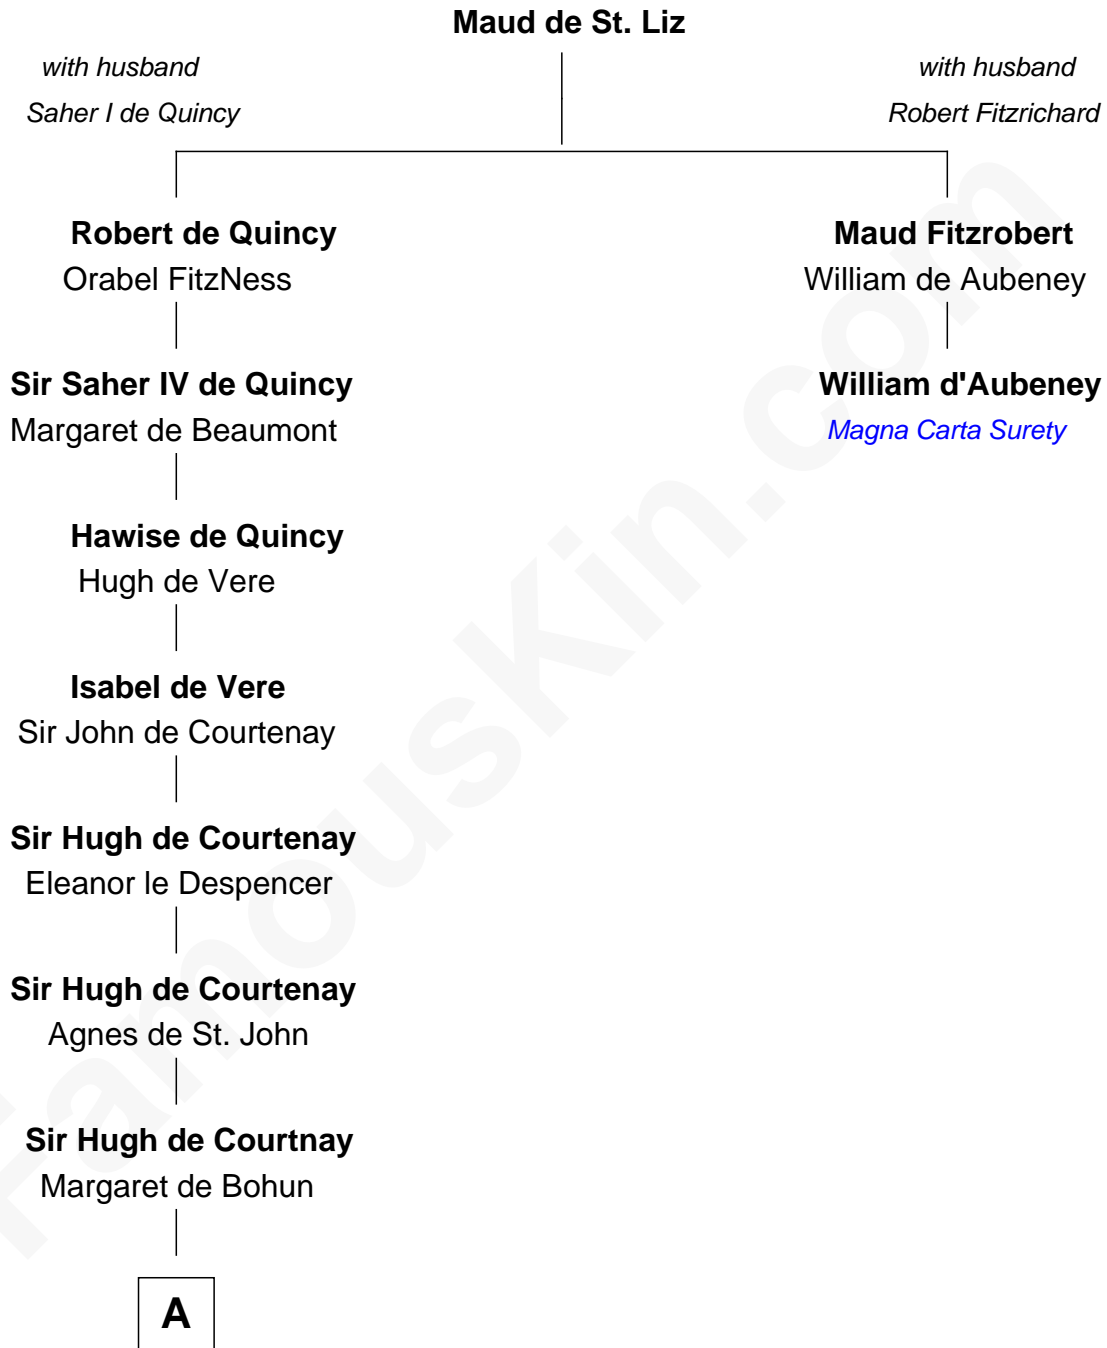 Maud de St. Liz
with husband
Saher I de Quincy
with husband
Robert Fitzrichard
Robert de Quincy
Orabel FitzNess
Maud Fitzrobert
William de Aubeney
Sir Saher IV de Quincy
Margaret de Beaumont
William d'Aubeney
Magna Carta Surety
Hawise de Quincy
Hugh de Vere
Isabel de Vere
Sir John de Courtenay
Sir Hugh de Courtenay
Eleanor le Despencer
Sir Hugh de Courtenay
Agnes de St. John
Sir Hugh de Courtnay
Margaret de Bohun
A
FamousKin.com